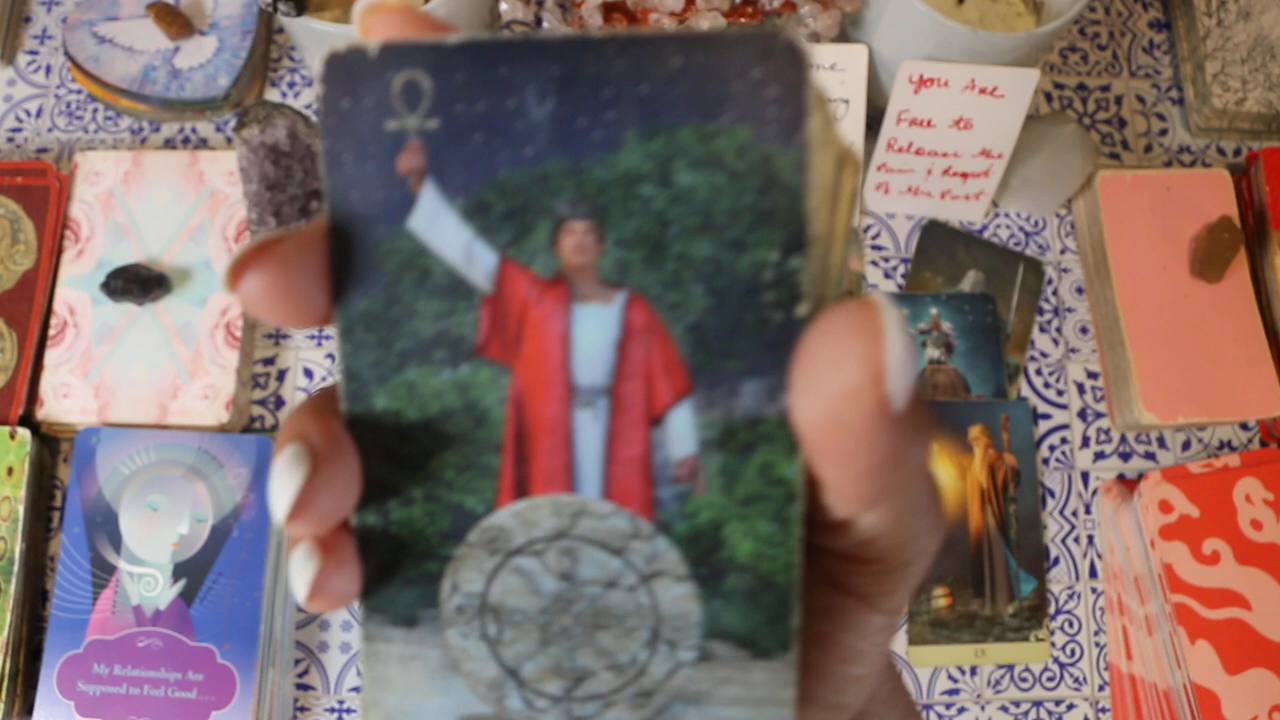 you Are
Free to
Release the
Pain & Regret
of the Past
My Relationships Are
Supposed to Feel Good . . .
IX